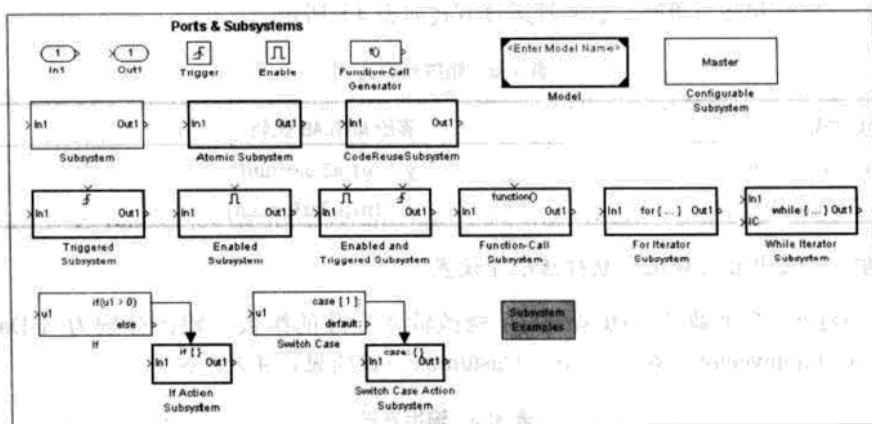 Ports & Subsystems
1
In1
1
Out1
Trigger
Enable
f()
Function-Call
Generator
<Enter Model Name>
Model
Master
Configurable
Subsystem
In1 Out1
Subsystem
In1 Out1
Atomic Subsystem
In1 Out1
CodeReuseSubsystem
In1 Out1
Triggered
Subsystem
In1 Out1
Enabled
Subsystem
In1 Out1
Enabled and
Triggered Subsystem
function()
In1 Out1
Function-Call
Subsystem
In1 for { ... } Out1
For Iterator
Subsystem
In1
while { ... } Out1
IC
While Iterator
Subsystem
u1
if(u1 > 0)
else
If
if { }
In1 Out1
If Action
Subsystem
u1
case [ 1 ]:
default:
Switch Case
case: { }
In1 Out1
Switch Case Action
Subsystem
Subsystem
Examples